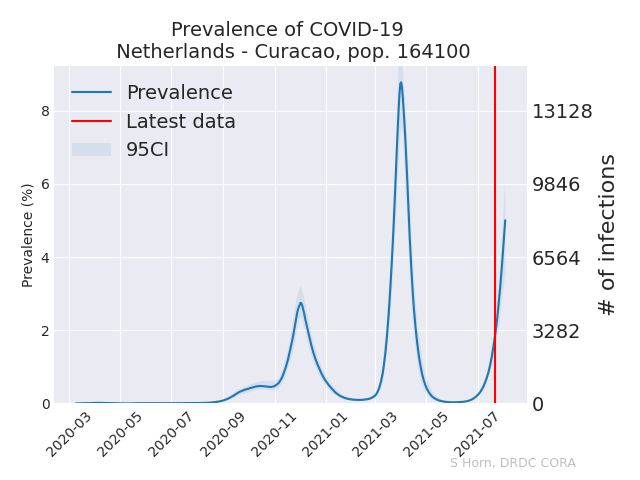 Prevalence of COVID-19
Netherlands - Curacao, pop. 164100
Prevalence
Latest data
95CI
Prevalence (%)
8
6
4
2
0
13128
9846
6564
3282
0
# of infections
2020-03
2020-05
2020-07
2020-09
2020-11
2021-01
2021-03
2021-05
2021-07
S Horn, DRDC CORA